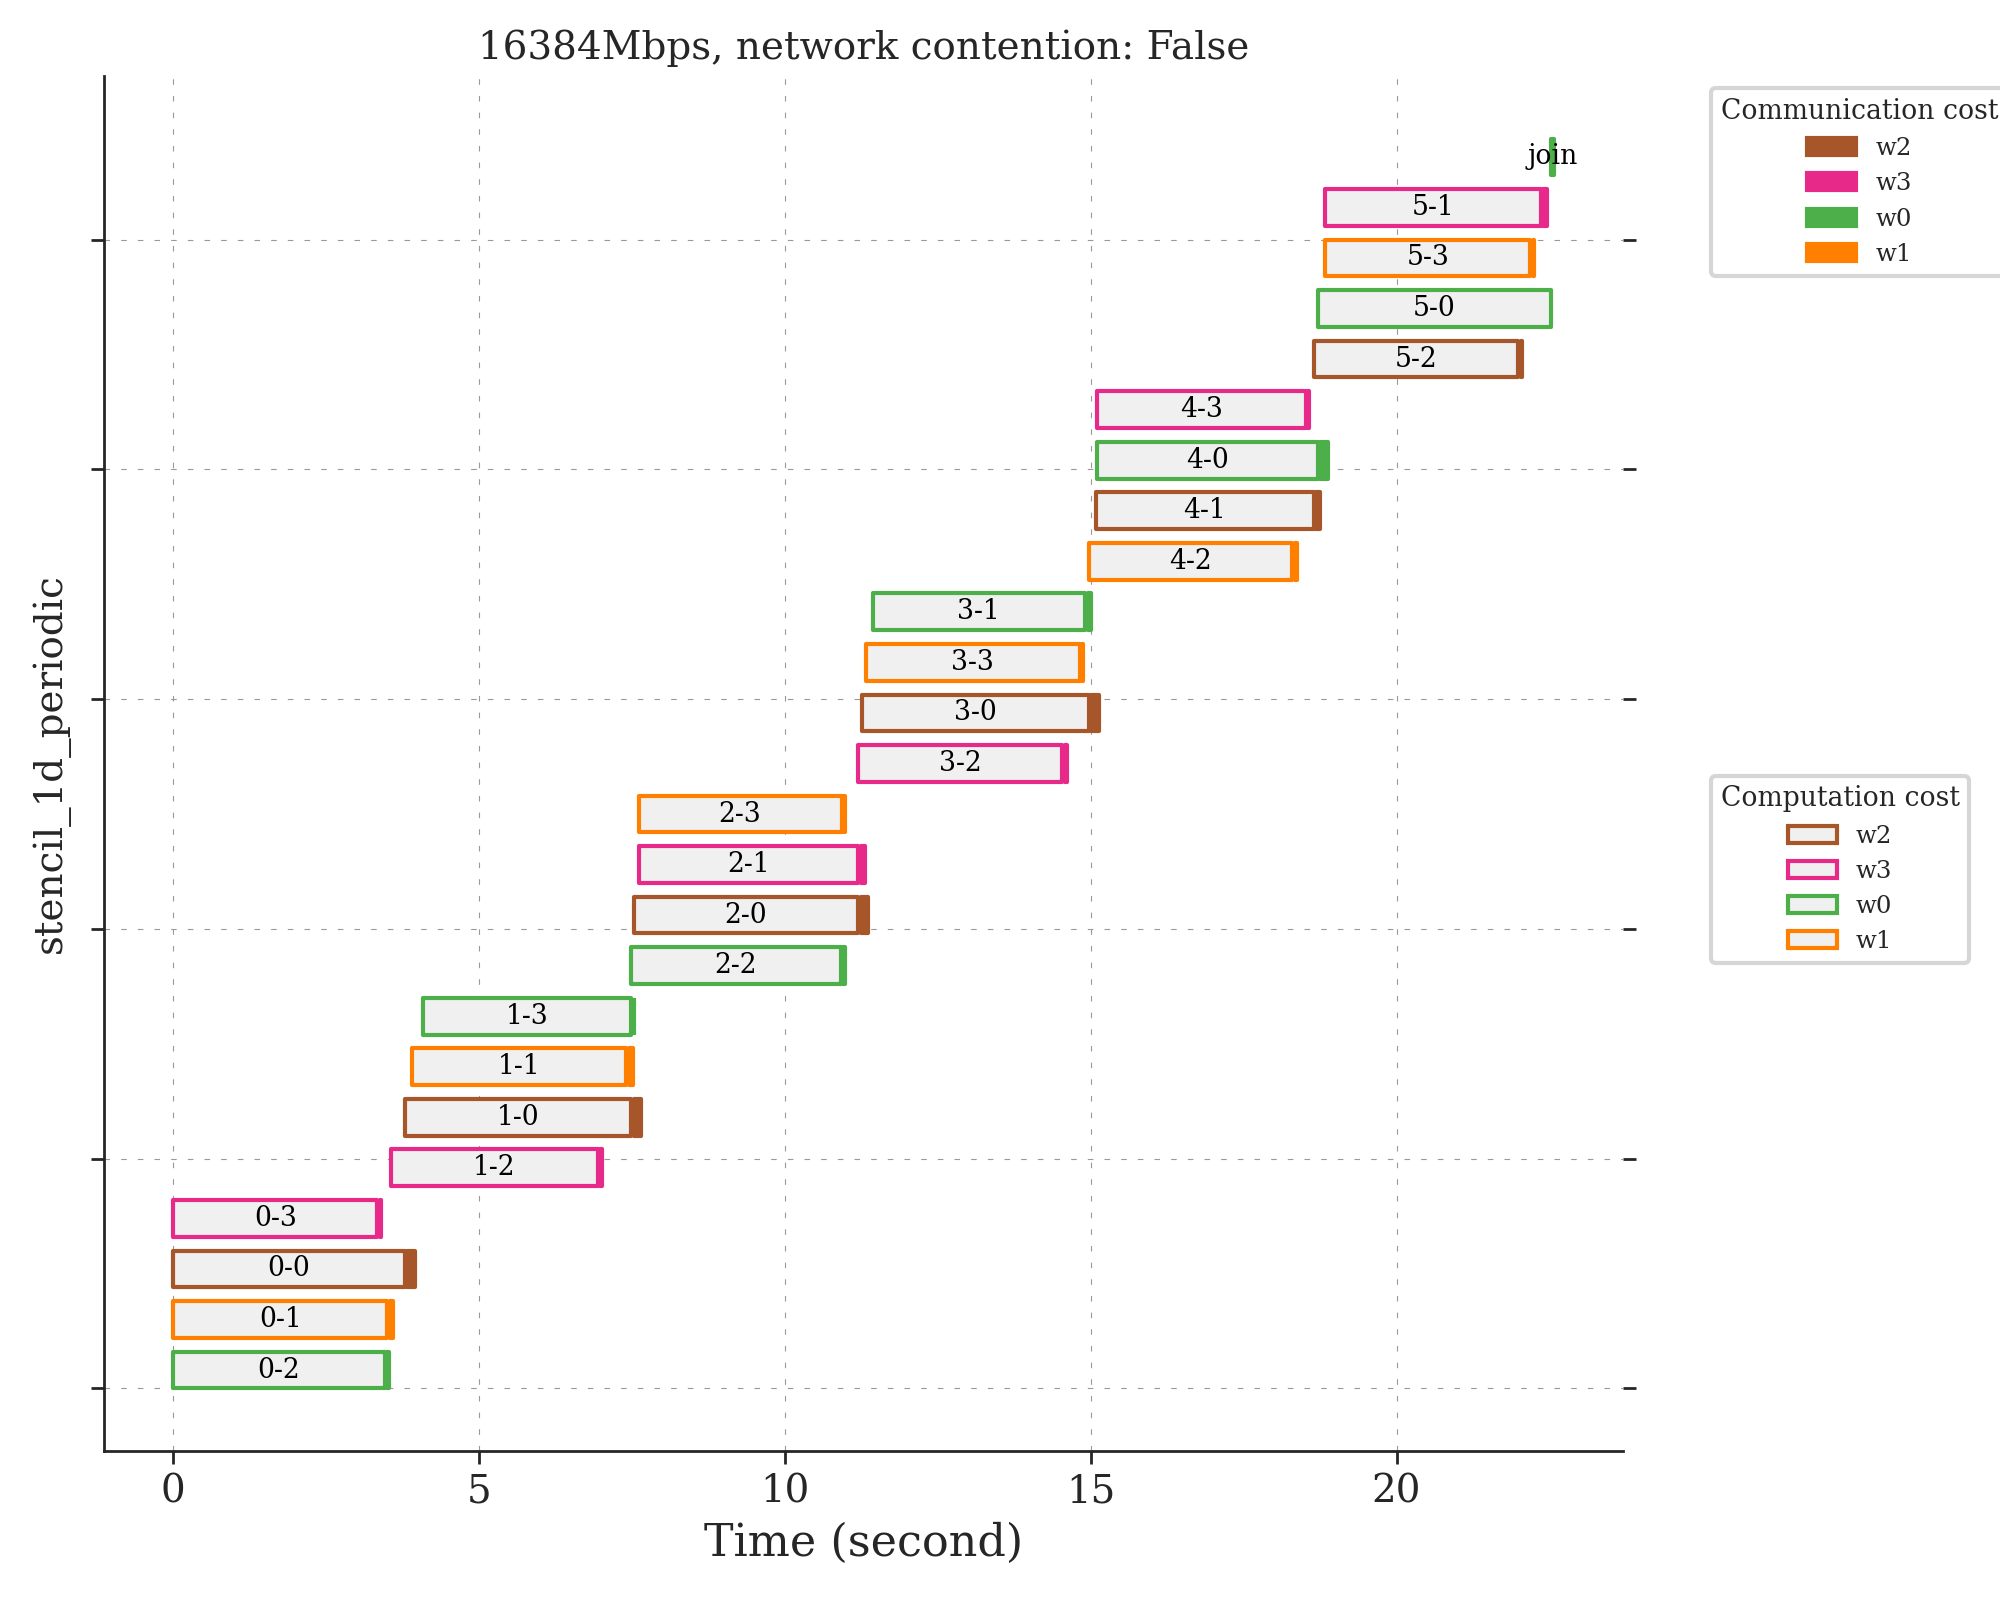 16384Mbps, network contention: False
join
5-1
5-3
5-0
5-2
4-3
4-0
4-1
4-2
3-1
3-3
3-0
3-2
2-3
2-1
2-0
2-2
1-3
1-1
1-0
1-2
0-3
0-0
0-1
0-2
stencil_1d_periodic
0 5 10 15 20
Time (second)
Communication cost
w2
w3
w0
w1
Computation cost
w2
w3
w0
w1